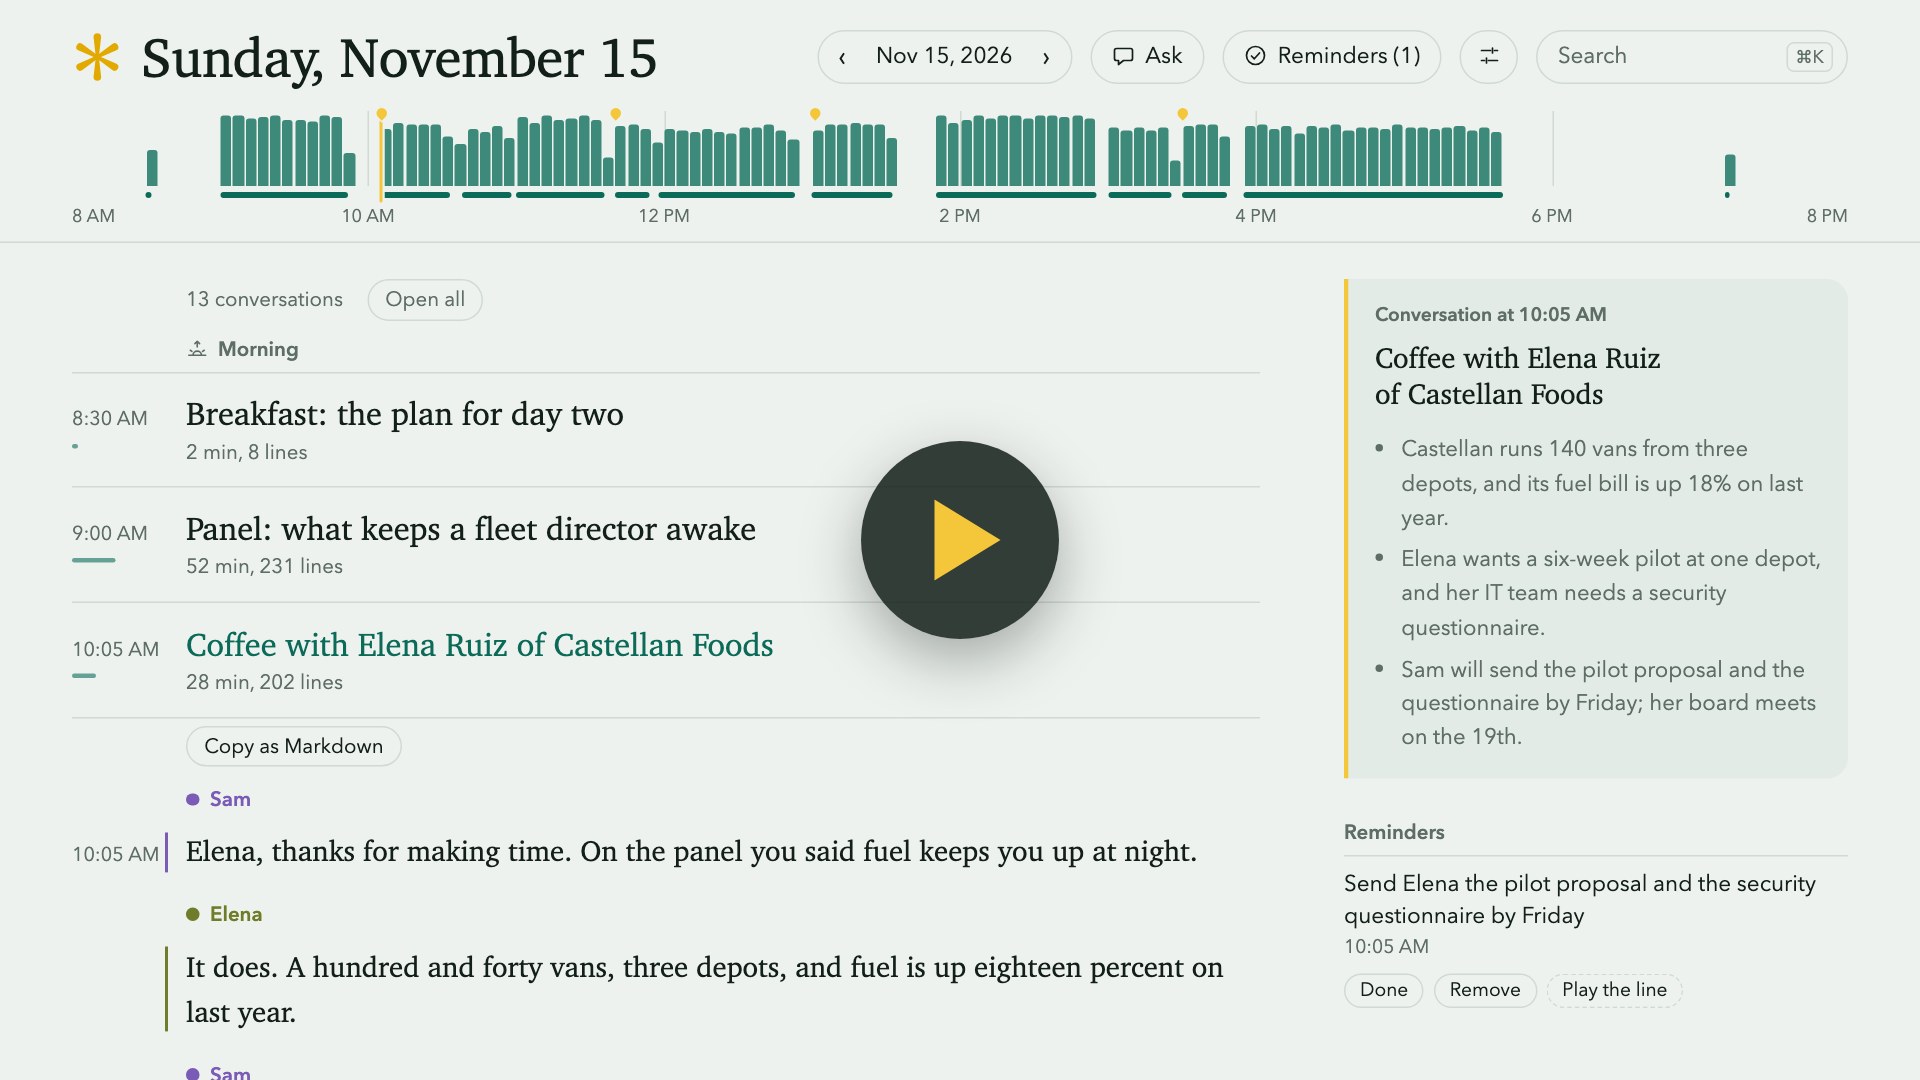 Sunday, November 15
‹ Nov 15, 2026 ›
Ask
Reminders (1)
Search
⌘K
8 AM
10 AM
12 PM
2 PM
4 PM
6 PM
8 PM
13 conversations
Open all
Morning
8:30 AM
Breakfast: the plan for day two
2 min, 8 lines
9:00 AM
Panel: what keeps a fleet director awake
52 min, 231 lines
10:05 AM
Coffee with Elena Ruiz of Castellan Foods
28 min, 202 lines
Copy as Markdown
Sam
10:05 AM
Elena, thanks for making time. On the panel you said fuel keeps you up at night.
Elena
It does. A hundred and forty vans, three depots, and fuel is up eighteen percent on
last year.
Sam
Conversation at 10:05 AM
Coffee with Elena Ruiz
of Castellan Foods
• Castellan runs 140 vans from three
depots, and its fuel bill is up 18% on last
year.
• Elena wants a six-week pilot at one depot,
and her IT team needs a security
questionnaire.
• Sam will send the pilot proposal and the
questionnaire by Friday; her board meets
on the 19th.
Reminders
Send Elena the pilot proposal and the security
questionnaire by Friday
10:05 AM
Done
Remove
Play the line